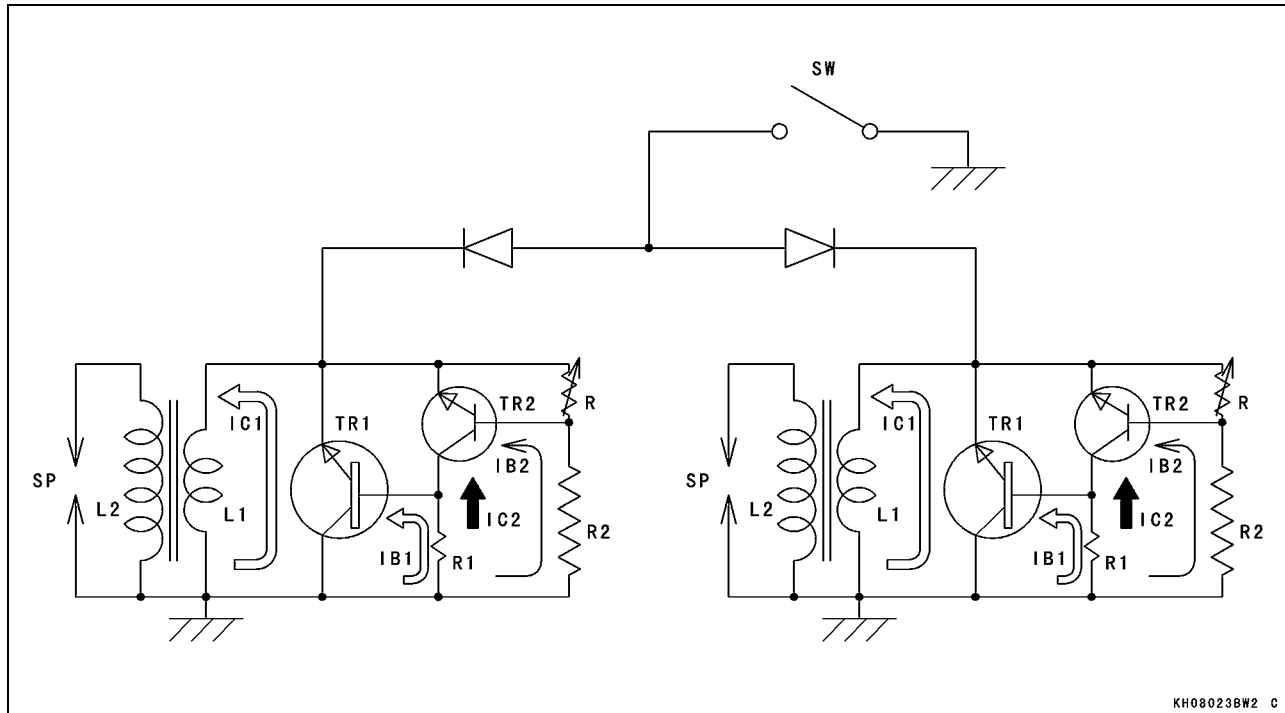 SW
IC1
TR1
TR2
R
SP
L2
L1
IB2
IC2
R2
IB1
R1
IC1
TR1
TR2
R
SP
L2
L1
IB2
IC2
R2
IB1
R1
KH08023BW2 C